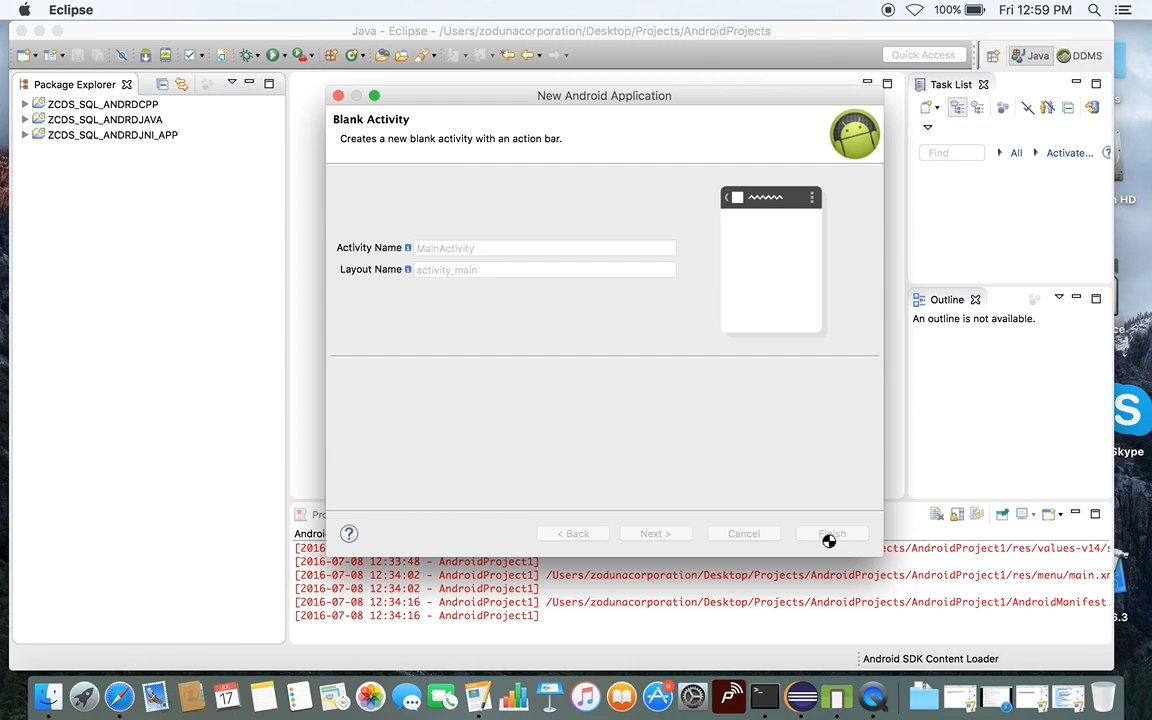 Eclipse
100%
Fri 12:59 PM
Java - Eclipse - /Users/zodunacorporation/Desktop/Projects/AndroidProjects
Quick Access
Java
DDMS
Package Explorer
ZCDS_SQL_ANDRDCPP
ZCDS_SQL_ANDRDJAVA
ZCDS_SQL_ANDRDJNI_APP
New Android Application
Blank Activity
Creates a new blank activity with an action bar.
Activity Name
MainActivity
Layout Name
activity_main
?
< Back
Next >
Cancel
Finish
Task List
Find
All
Activate...
Outline
An outline is not available.
[2016-07-08 12:33:48 - AndroidProject1]
[2016-07-08 12:34:02 - AndroidProject1] /Users/zodunacorporation/Desktop/Projects/AndroidProjects/AndroidProject1/res/menu/main.xm
[2016-07-08 12:34:02 - AndroidProject1]
[2016-07-08 12:34:16 - AndroidProject1] /Users/zodunacorporation/Desktop/Projects/AndroidProjects/AndroidProject1/AndroidManifest.
[2016-07-08 12:34:16 - AndroidProject1]
Android SDK Content Loader
HD
Skype
6.3
17